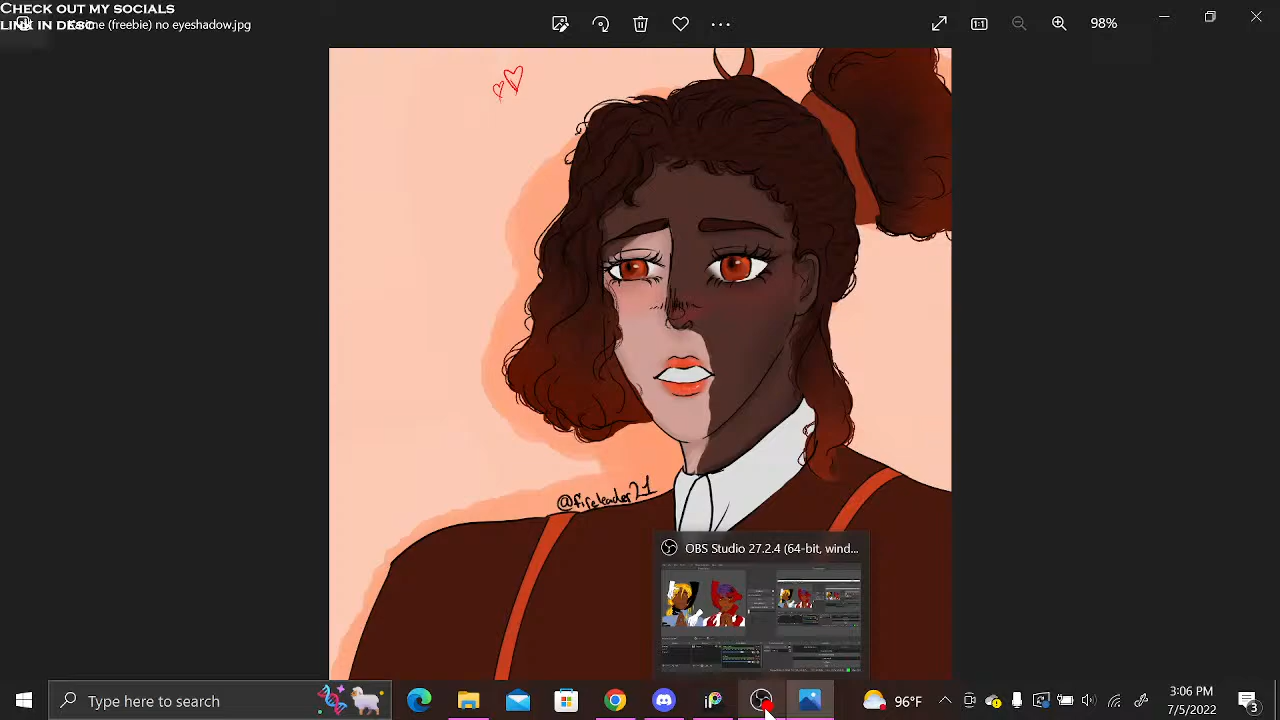 CHECK OUT MY SOCIALS
LINK IN DESC
(freebie) no eyeshadow.jpg
98%
@fireleader21
OBS Studio 27.2.4 (64-bit, wind...
Type here to search
96°F
3:06 PM
7/5/2022
3